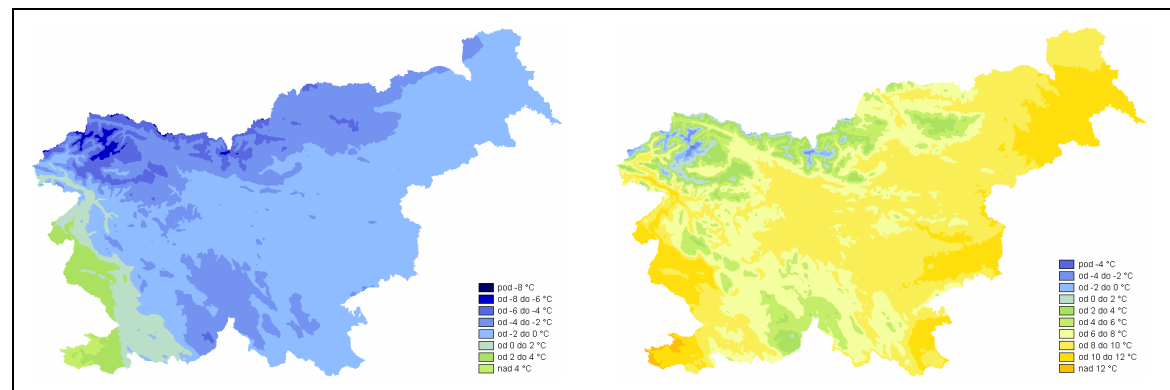 pod -8 °C
od -8 do -6 °C
od -6 do -4 °C
od -4 do -2 °C
od -2 do 0 °C
od 0 do 2 °C
od 2 do 4 °C
nad 4 °C
pod -4 °C
od -4 do -2 °C
od -2 do 0 °C
od 0 do 2 °C
od 2 do 4 °C
od 4 do 6 °C
od 6 do 8 °C
od 8 do 10 °C
od 10 do 12 °C
nad 12 °C